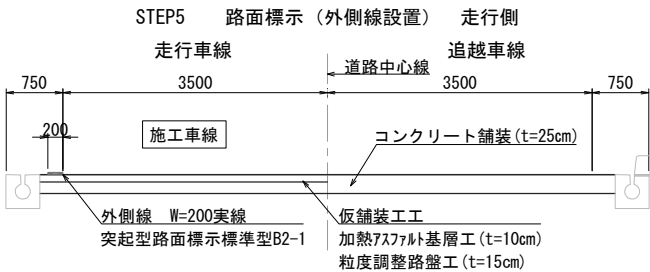 STEP5 路面標示（外側線設置） 走行側
走行車線 追越車線
道路中心線
750 3500 3500 750
200
施工車線
コンクリート舗装(t=25cm)
外側線 W=200実線
突起型路面標示標準型B2-1
仮舗装工工
加熱ｱｽﾌｧﾙﾄ基層工(t=10cm)
粒度調整路盤工(t=15cm)